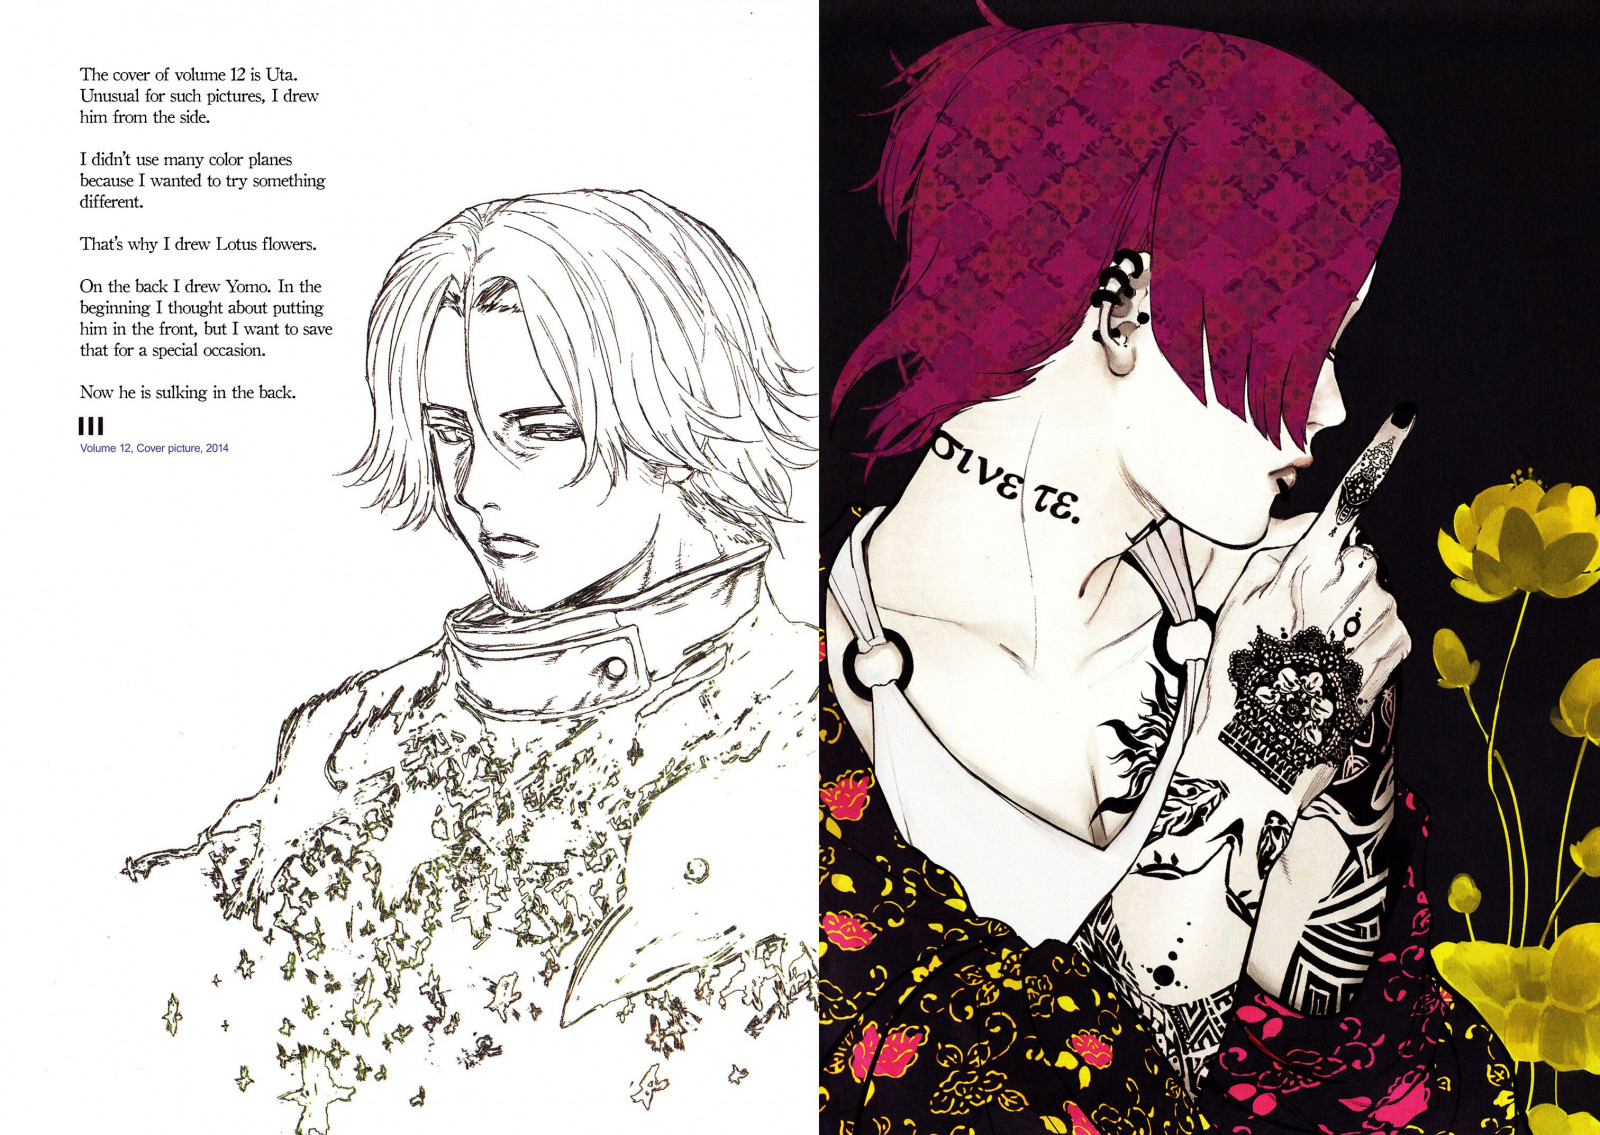 The cover of volume 12 is Uta.
Unusual for such pictures, I drew
him from the side.
I didn't use many color planes
because I wanted to try something
different.
That's why I drew Lotus flowers.
On the back I drew Yomo. In the
beginning I thought about putting
him in the front, but I want to save
that for a special occasion.
Now he is sulking in the back.
III
Volume 12, Cover picture, 2014
σινε τε.